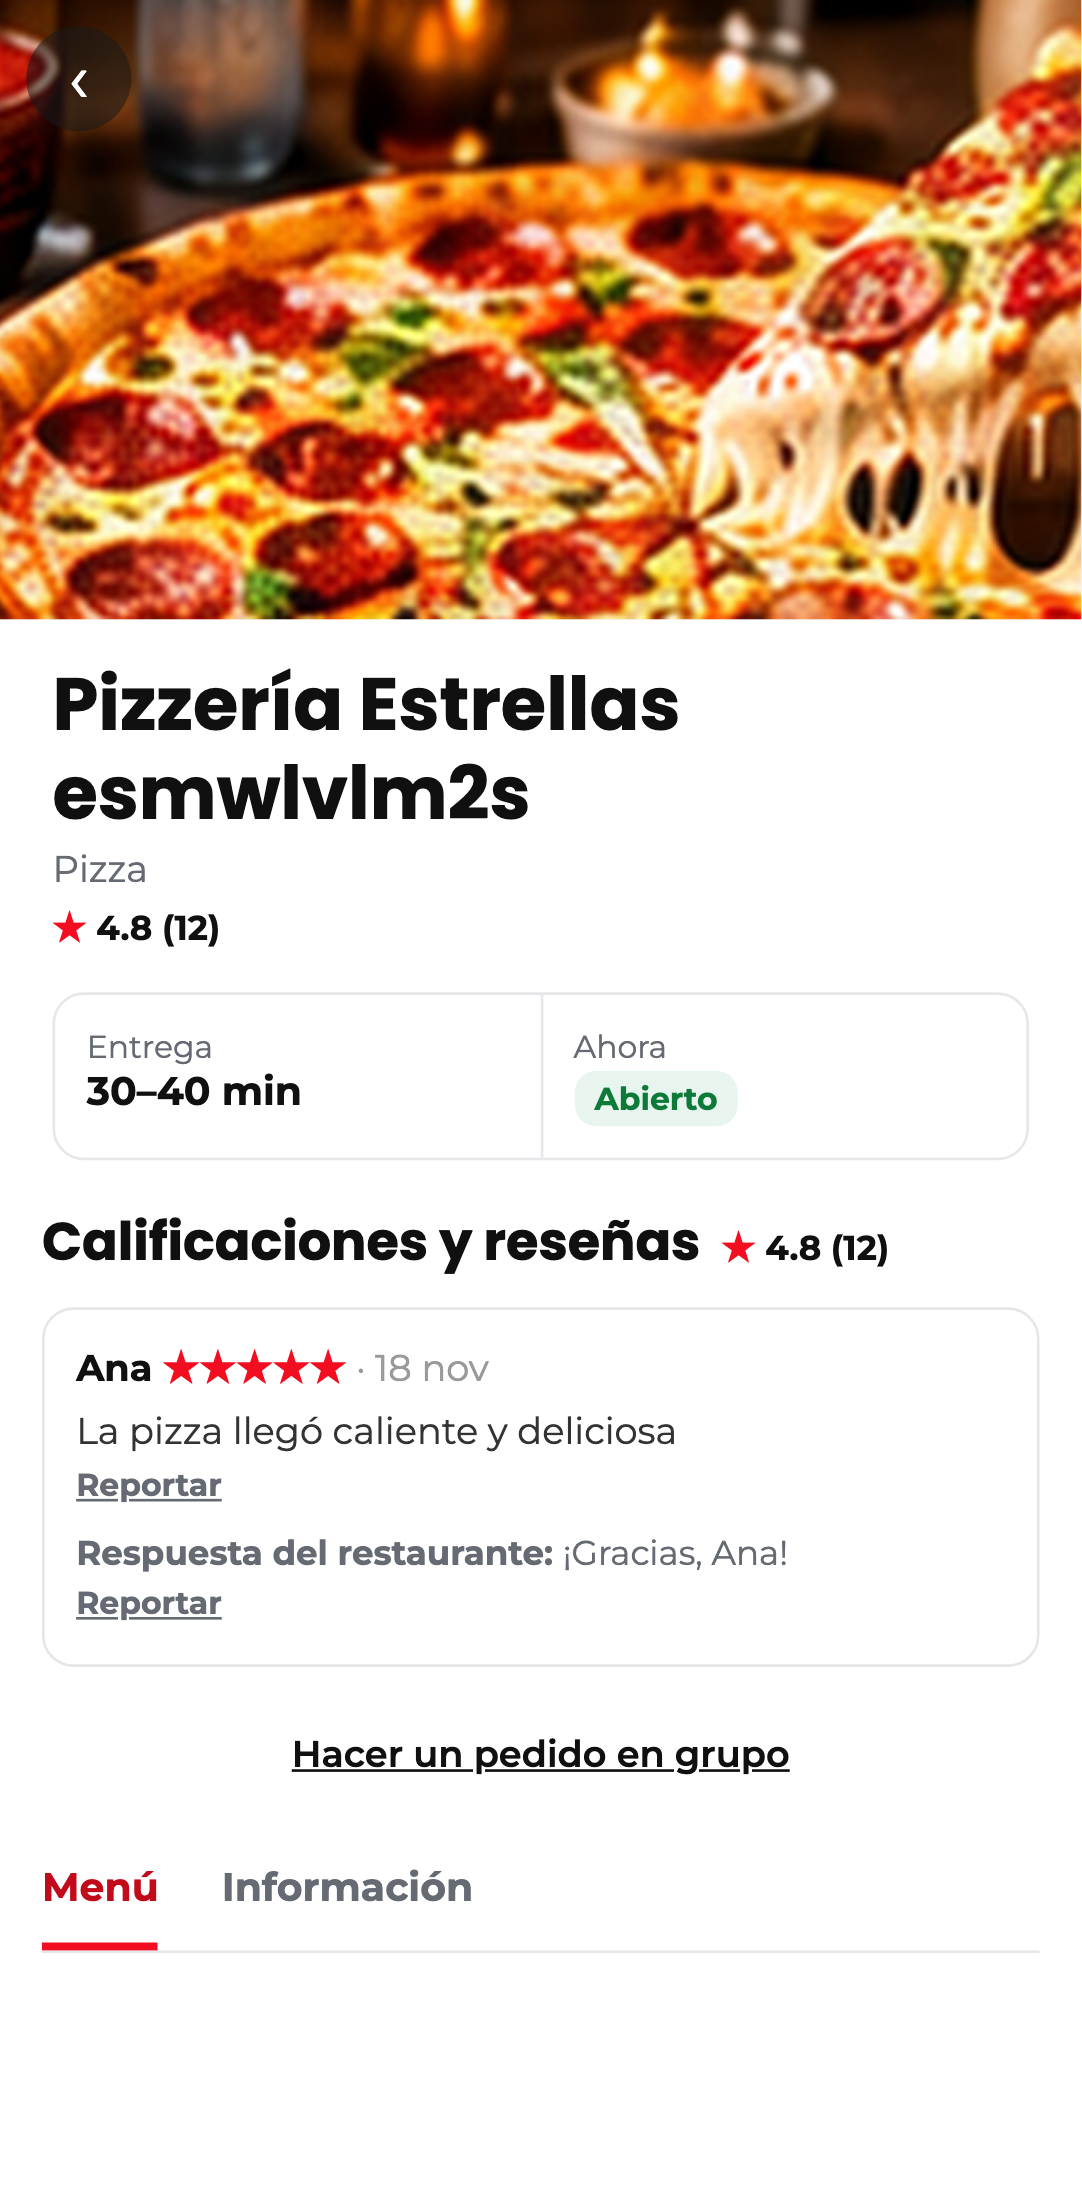 Pizzería Estrellas
esmwlvlm2s
Pizza
★ 4.8 (12)
Entrega
30–40 min
Ahora
Abierto
Calificaciones y reseñas ★ 4.8 (12)
Ana ★★★★★ · 18 nov
La pizza llegó caliente y deliciosa
Reportar
Respuesta del restaurante: ¡Gracias, Ana!
Reportar
Hacer un pedido en grupo
Menú Información